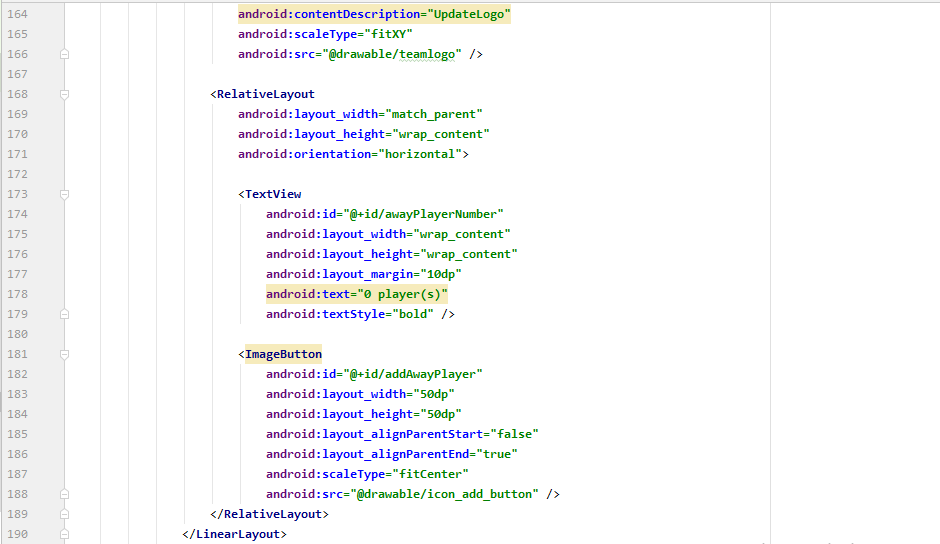 164 android:contentDescription="UpdateLogo"
165 android:scaleType="fitXY"
166 android:src="@drawable/teamlogo" />
167
168 <RelativeLayout
169 android:layout_width="match_parent"
170 android:layout_height="wrap_content"
171 android:orientation="horizontal">
172
173 <TextView
174 android:id="@+id/awayPlayerNumber"
175 android:layout_width="wrap_content"
176 android:layout_height="wrap_content"
177 android:layout_margin="10dp"
178 android:text="0 player(s)"
179 android:textStyle="bold" />
180
181 <ImageButton
182 android:id="@+id/addAwayPlayer"
183 android:layout_width="50dp"
184 android:layout_height="50dp"
185 android:layout_alignParentStart="false"
186 android:layout_alignParentEnd="true"
187 android:scaleType="fitCenter"
188 android:src="@drawable/icon_add_button" />
189 </RelativeLayout>
190 </LinearLayout>